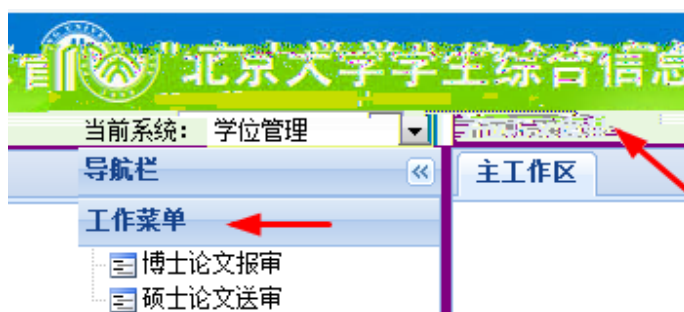 北京大学学生综合信息
当前系统： 学位管理
导航栏
主工作区
工作菜单
博士论文报审
硕士论文送审